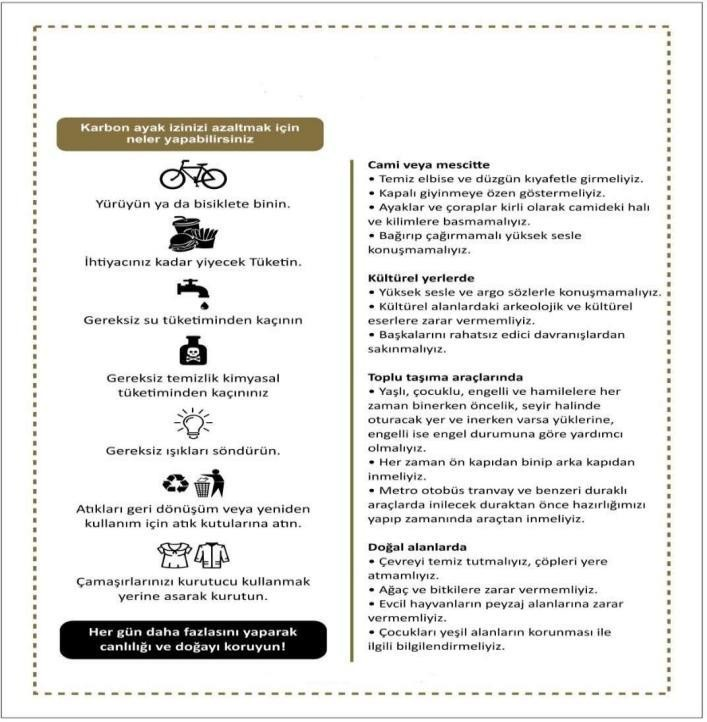 Karbon ayak izinizi azaltmak için
neler yapabilirsiniz
Yürüyün ya da bisiklete binin.
İhtiyacınız kadar yiyecek Tüketin.
Gereksiz su tüketiminden kaçının
Gereksiz temizlik kimyasal
tüketiminden kaçınınız
Gereksiz ışıkları söndürün.
Atıkları geri dönüşüm veya yeniden
kullanım için atık kutularına atın.
Çamaşırlarınızı kurutucu kullanmak
yerine asarak kurutun.
Her gün daha fazlasını yaparak
canlılığı ve doğayı koruyun!
Cami veya mescitte
• Temiz elbise ve düzgün kıyafetle girmeliyiz.
• Kapalı giyinmeye özen göstermeliyiz.
• Ayaklar ve çoraplar kirli olarak camideki halı
ve kilimlere basmamalıyız.
• Bağırıp çağırmamalı yüksek sesle
konuşmamalıyız.
Kültürel yerlerde
• Yüksek sesle ve argo sözlerle konuşmamalıyız.
• Kültürel alanlardaki arkeolojik ve kültürel
eserlere zarar vermemliyiz.
• Başkalarını rahatsız edici davranışlardan
sakınmalıyız.
Toplu taşıma araçlarında
• Yaşlı, çocuklu, engelli ve hamilelere her
zaman binerken öncelik, seyir halinde
oturacak yer ve inerken varsa yüklerine,
engelli ise engel durumuna göre yardımcı
olmalıyız.
• Her zaman ön kapıdan binip arka kapıdan
inmeliyiz.
• Metro otobüs tranvay ve benzeri duraklı
araçlarda inilecek duraktan önce hazırlığımızı
yapıp zamanında araçtan inmeliyiz.
Doğal alanlarda
• Çevreyi temiz tutmalıyız, çöpleri yere
atmamlıyız.
• Ağaç ve bitkilere zarar vermemliyiz.
• Evcil hayvanların peyzaj alanlarına zarar
vermemliyiz.
• Çocukları yeşil alanların korunması ile
ilgili bilgilendirmeliyiz.